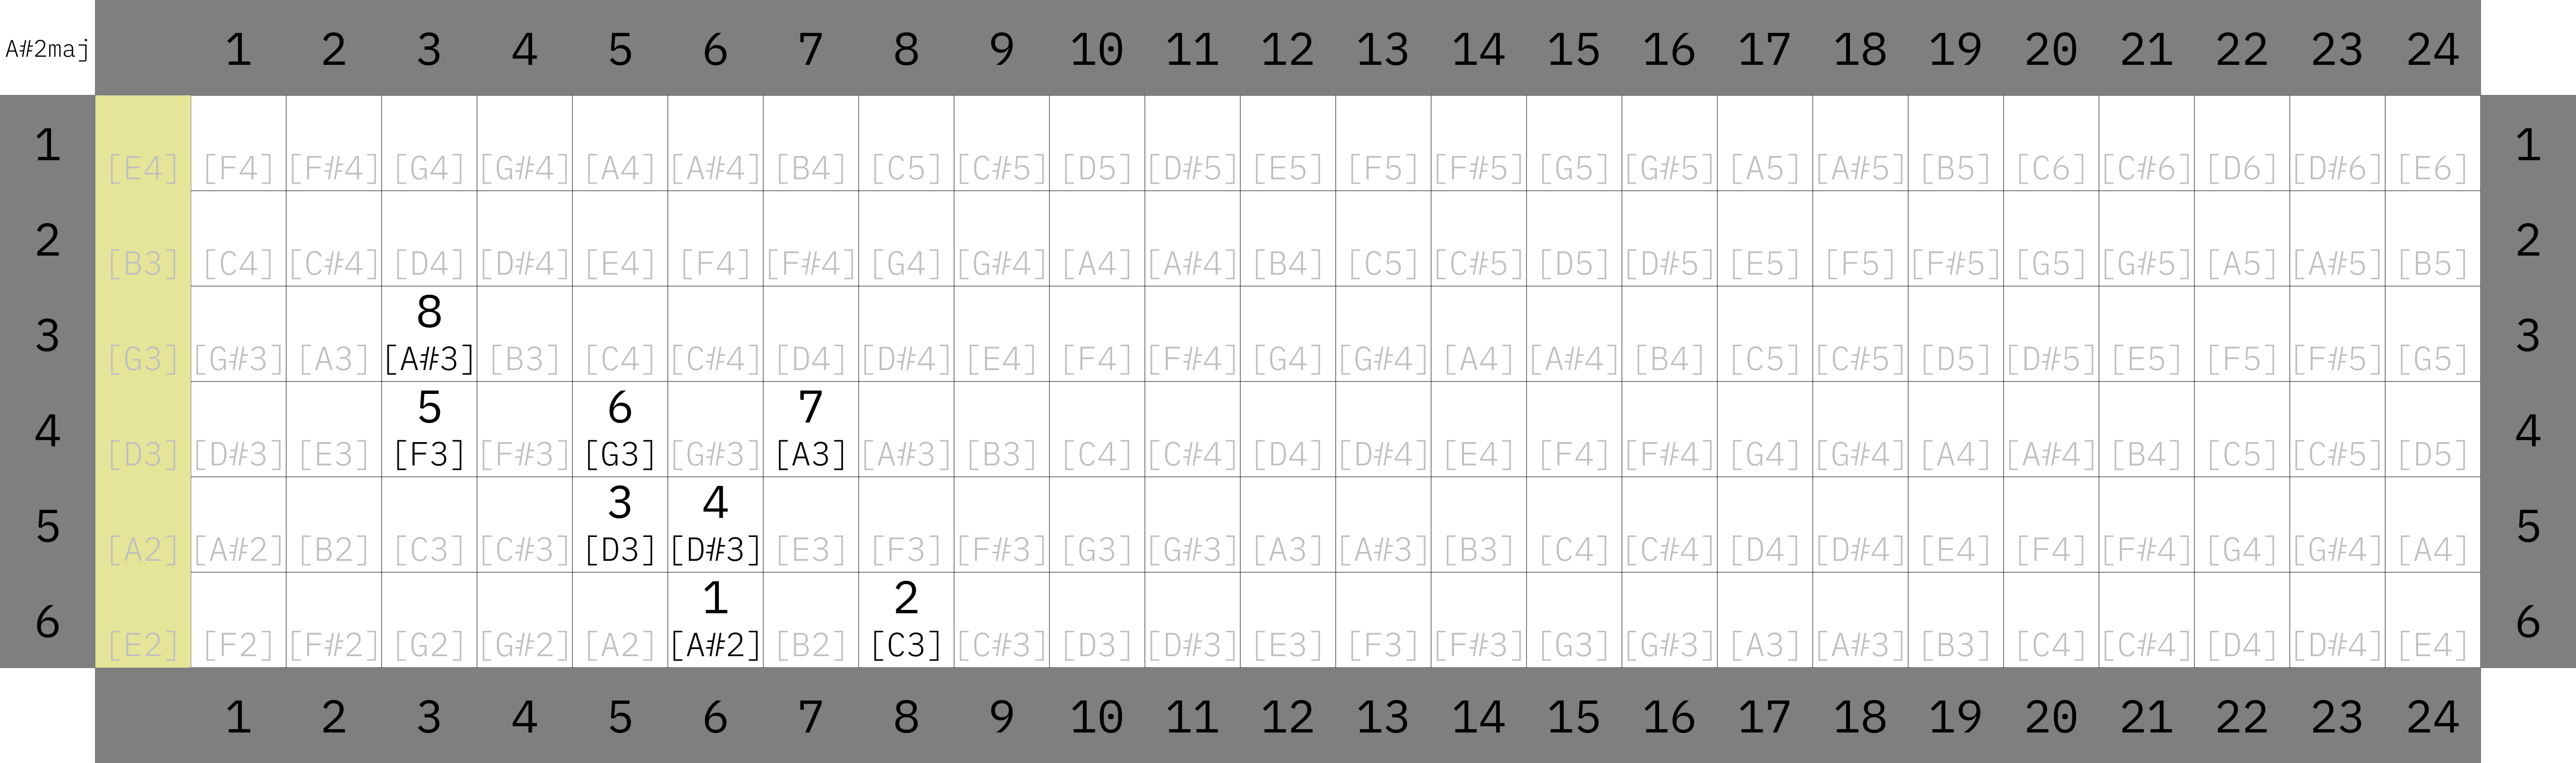 A#2maj 1 2 3 4 5 6 7 8 9 10 11 12 13 14 15 16 17 18 19 20 21 22 23 24
1 [E4] [F4] [F#4] [G4] [G#4] [A4] [A#4] [B4] [C5] [C#5] [D5] [D#5] [E5] [F5] [F#5] [G5] [G#5] [A5] [A#5] [B5] [C6] [C#6] [D6] [D#6] [E6] 1
2 [B3] [C4] [C#4] [D4] [D#4] [E4] [F4] [F#4] [G4] [G#4] [A4] [A#4] [B4] [C5] [C#5] [D5] [D#5] [E5] [F5] [F#5] [G5] [G#5] [A5] [A#5] [B5] 2
8
3 [G3] [G#3] [A3] [A#3] [B3] [C4] [C#4] [D4] [D#4] [E4] [F4] [F#4] [G4] [G#4] [A4] [A#4] [B4] [C5] [C#5] [D5] [D#5] [E5] [F5] [F#5] [G5] 3
5 6 7
4 [D3] [D#3] [E3] [F3] [F#3] [G3] [G#3] [A3] [A#3] [B3] [C4] [C#4] [D4] [D#4] [E4] [F4] [F#4] [G4] [G#4] [A4] [A#4] [B4] [C5] [C#5] [D5] 4
3 4
5 [A2] [A#2] [B2] [C3] [C#3] [D3] [D#3] [E3] [F3] [F#3] [G3] [G#3] [A3] [A#3] [B3] [C4] [C#4] [D4] [D#4] [E4] [F4] [F#4] [G4] [G#4] [A4] 5
1 2
6 [E2] [F2] [F#2] [G2] [G#2] [A2] [A#2] [B2] [C3] [C#3] [D3] [D#3] [E3] [F3] [F#3] [G3] [G#3] [A3] [A#3] [B3] [C4] [C#4] [D4] [D#4] [E4] 6
1 2 3 4 5 6 7 8 9 10 11 12 13 14 15 16 17 18 19 20 21 22 23 24